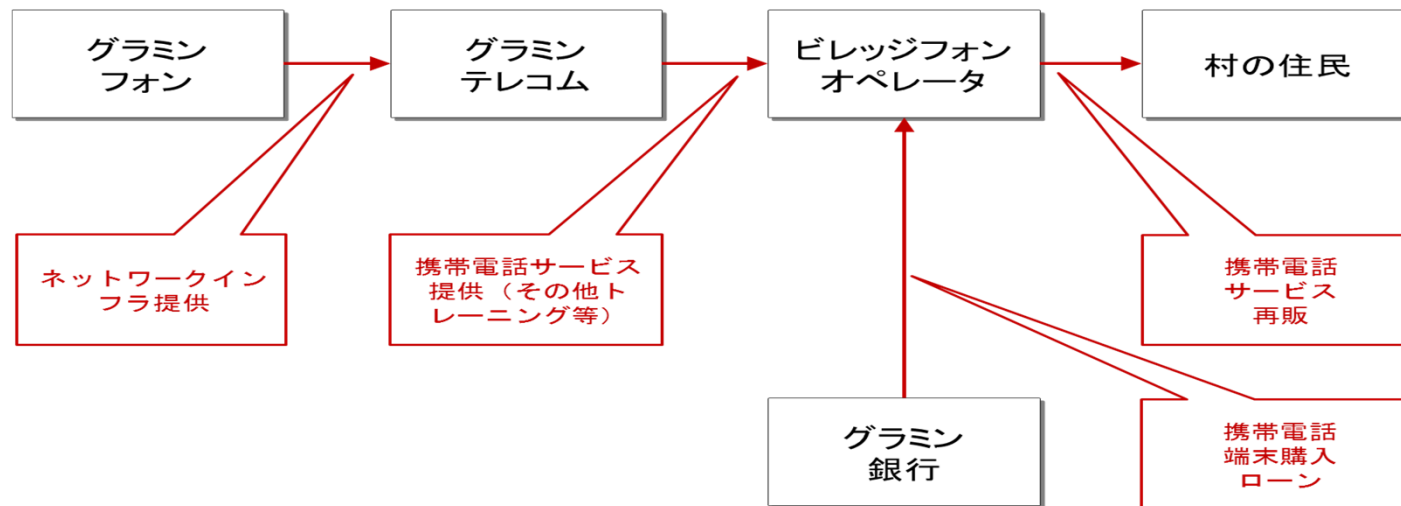 グラミン
フォン
グラミン
テレコム
ビレッジフォン
オペレータ
村の住民
ネットワークイン
フラ提供
携帯電話サービス
提供（その他ト
レーニング等）
携帯電話
サービス
再販
グラミン
銀行
携帯電話
端末購入
ローン